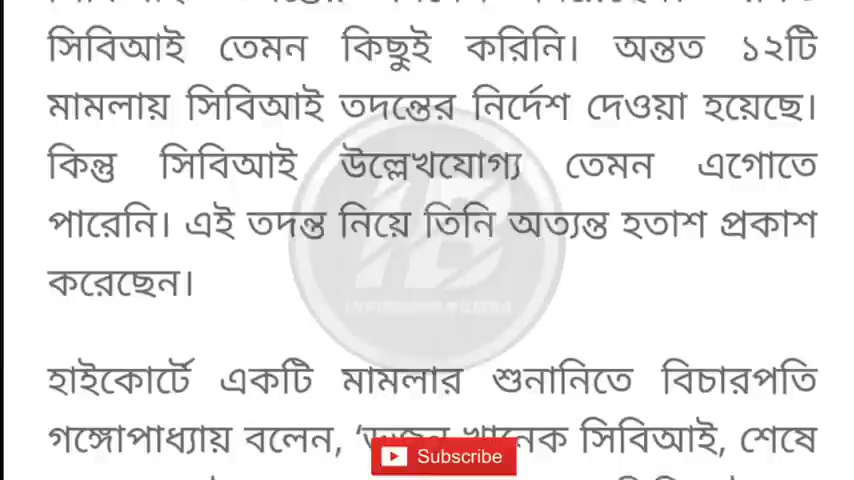 সিবিআই তেমন কিছুই করিনি। অন্তত ১২টি
মামলায় সিবিআই তদন্তের নির্দেশ দেওয়া হয়েছে।
কিন্তু সিবিআই উল্লেখযোগ্য তেমন এগোতে
পারেনি। এই তদন্ত নিয়ে তিনি অত্যন্ত হতাশ প্রকাশ
করেছেন।
হাইকোর্টে একটি মামলার শুনানিতে বিচারপতি
গঙ্গোপাধ্যায় বলেন, ‘ডজন খানেক সিবিআই, শেষে
Subscribe